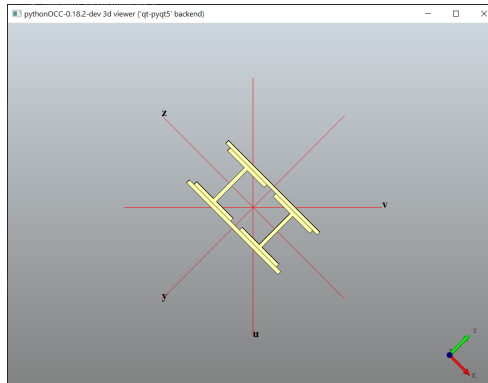 pythonOCC-0.18.2-dev 3d viewer ('qt-pyqt5' backend)
z
v
y
u
Y
X